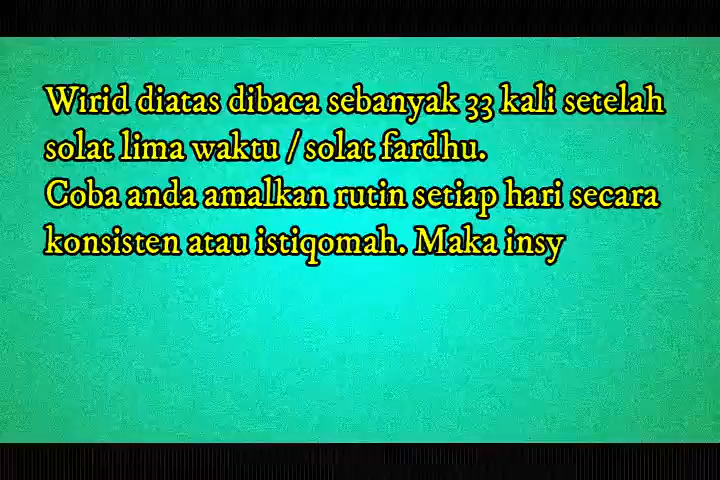 Wirid diatas dibaca sebanyak 33 kali setelah
solat lima waktu / solat fardhu.
Coba anda amalkan rutin setiap hari secara
konsisten atau istiqomah. Maka insy